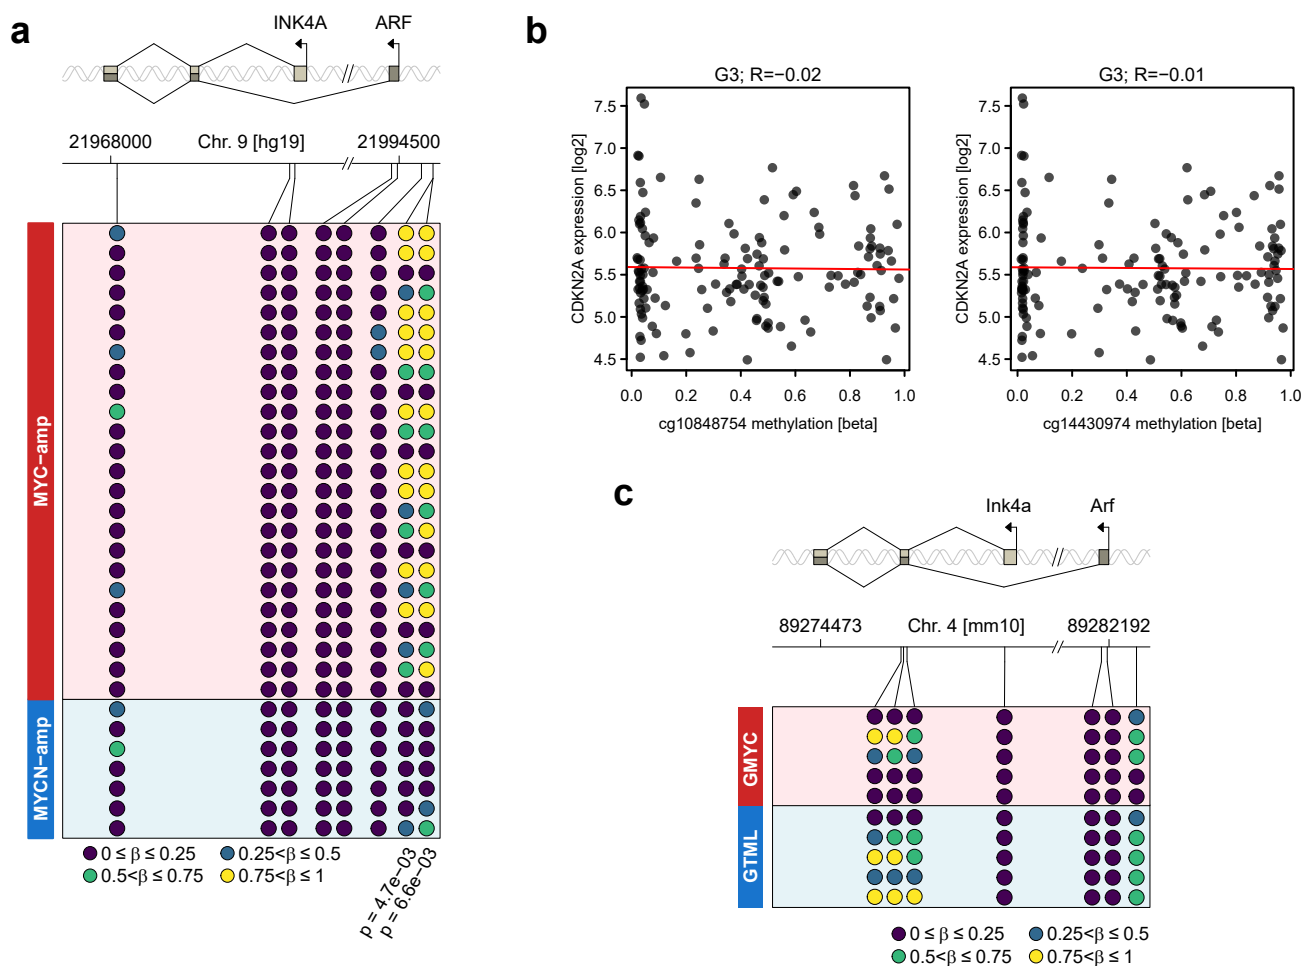 a
INK4A ARF
21968000 Chr. 9 [hg19] 21994500
MYC−amp
MYCN−amp
0 ≤ β ≤ 0.25 0.25<β ≤ 0.5
0.5<β ≤ 0.75 0.75<β ≤ 1
p = 4.7e−03
p = 6.6e−03
b
G3; R=−0.02
CDKN2A expression [log2]
7.5
7.0
6.5
6.0
5.5
5.0
4.5
0.0 0.2 0.4 0.6 0.8 1.0
cg10848754 methylation [beta]
G3; R=−0.01
CDKN2A expression [log2]
7.5
7.0
6.5
6.0
5.5
5.0
4.5
0.0 0.2 0.4 0.6 0.8 1.0
cg14430974 methylation [beta]
c
Ink4a Arf
89274473 Chr. 4 [mm10] 89282192
GMYC
GTML
0 ≤ β ≤ 0.25 0.25<β ≤ 0.5
0.5<β ≤ 0.75 0.75<β ≤ 1